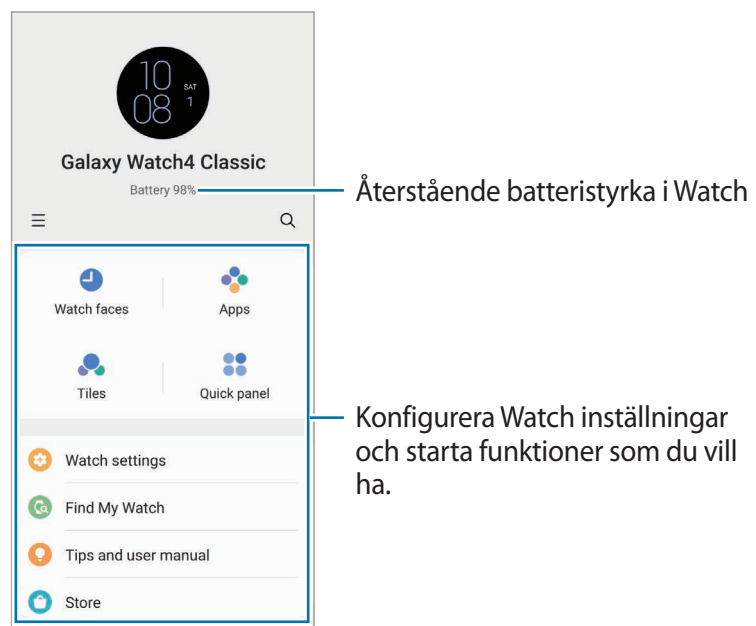 10
08
SAT
1
Galaxy Watch4 Classic
Battery 98%
Återstående batteristyrka i Watch
Watch faces
Apps
Tiles
Quick panel
Konfigurera Watch inställningar
och starta funktioner som du vill
ha.
Watch settings
Find My Watch
Tips and user manual
Store